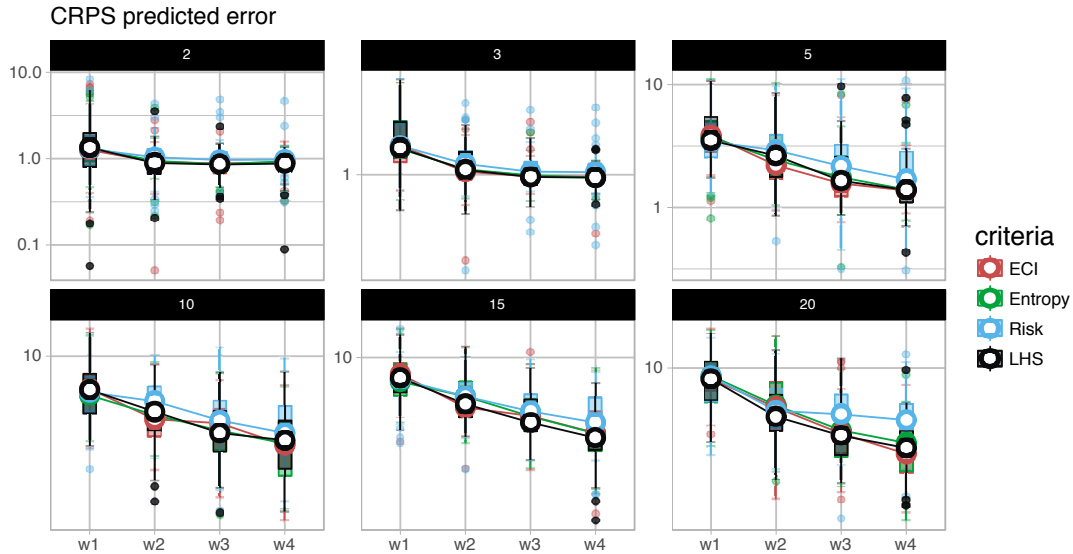 CRPS predicted error
2 3 5
10.0
1.0
0.1
1
10
1
10 15 20
10
10
10
w1 w2 w3 w4 w1 w2 w3 w4 w1 w2 w3 w4
criteria
ECI
Entropy
Risk
LHS